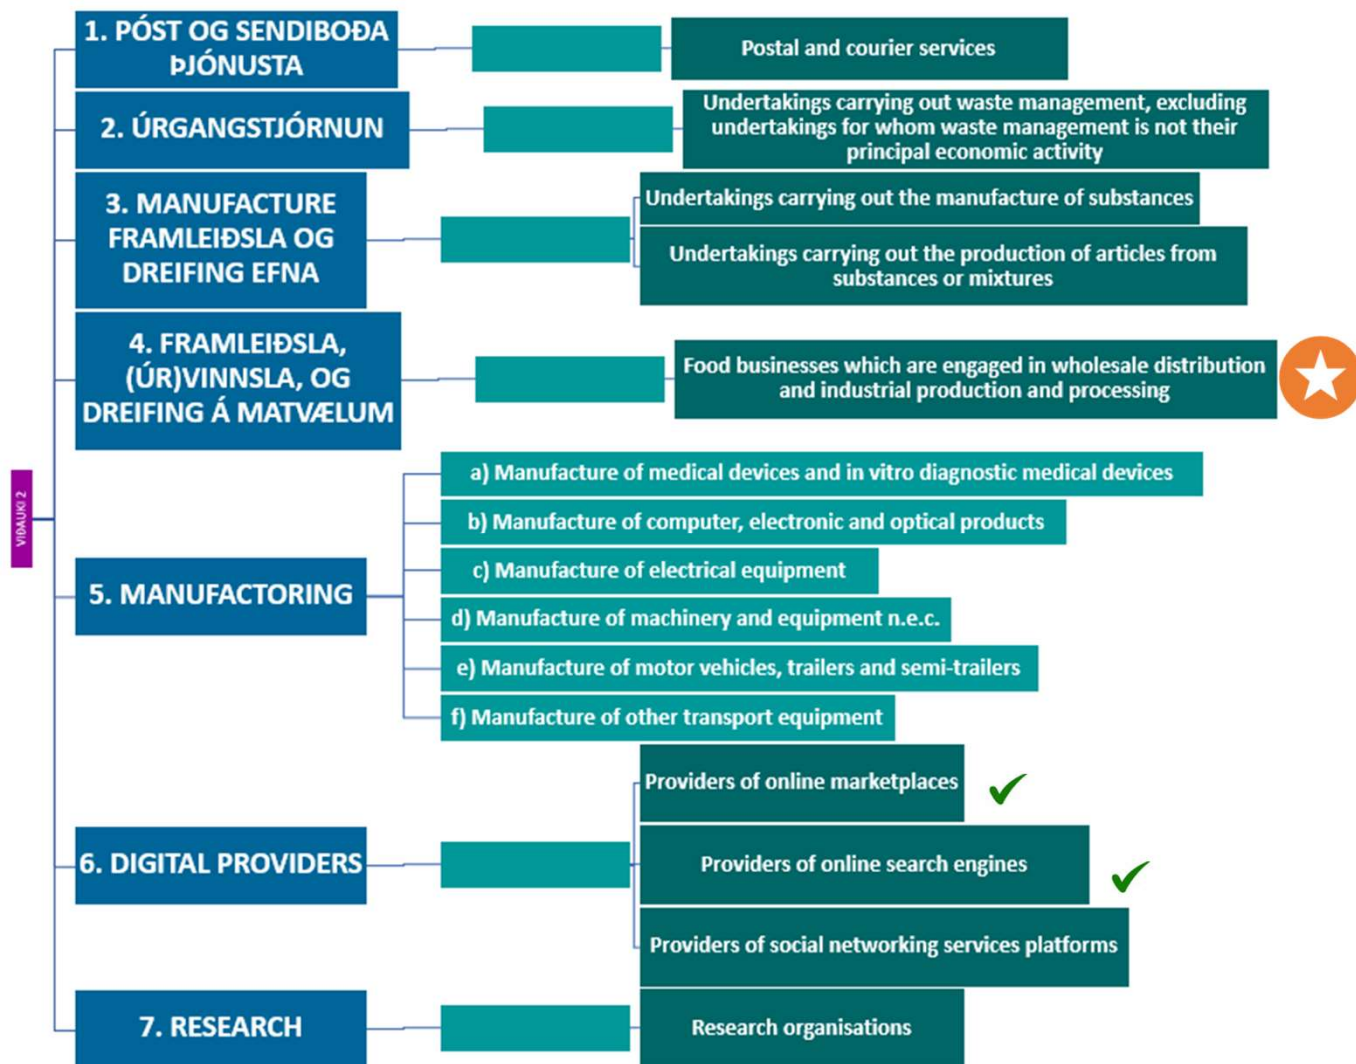 1. PÓST OG SENDIBOÐA
ÞJÓNUSTA
Postal and courier services
2. ÚRGANGSTJÓRNUN
Undertakings carrying out waste management, excluding
undertakings for whom waste management is not their
principal economic activity
3. MANUFACTURE
FRAMLEIÐSLA OG
DREIFING EFNA
Undertakings carrying out the manufacture of substances
Undertakings carrying out the production of articles from
substances or mixtures
4. FRAMLEIÐSLA,
(ÚR)VINNSLA, OG
DREIFING Á MATVÆLUM
Food businesses which are engaged in wholesale distribution
and industrial production and processing
VIÐAUKI 2
5. MANUFACTORING
a) Manufacture of medical devices and in vitro diagnostic medical devices
b) Manufacture of computer, electronic and optical products
c) Manufacture of electrical equipment
d) Manufacture of machinery and equipment n.e.c.
e) Manufacture of motor vehicles, trailers and semi-trailers
f) Manufacture of other transport equipment
6. DIGITAL PROVIDERS
Providers of online marketplaces
Providers of online search engines
Providers of social networking services platforms
7. RESEARCH
Research organisations